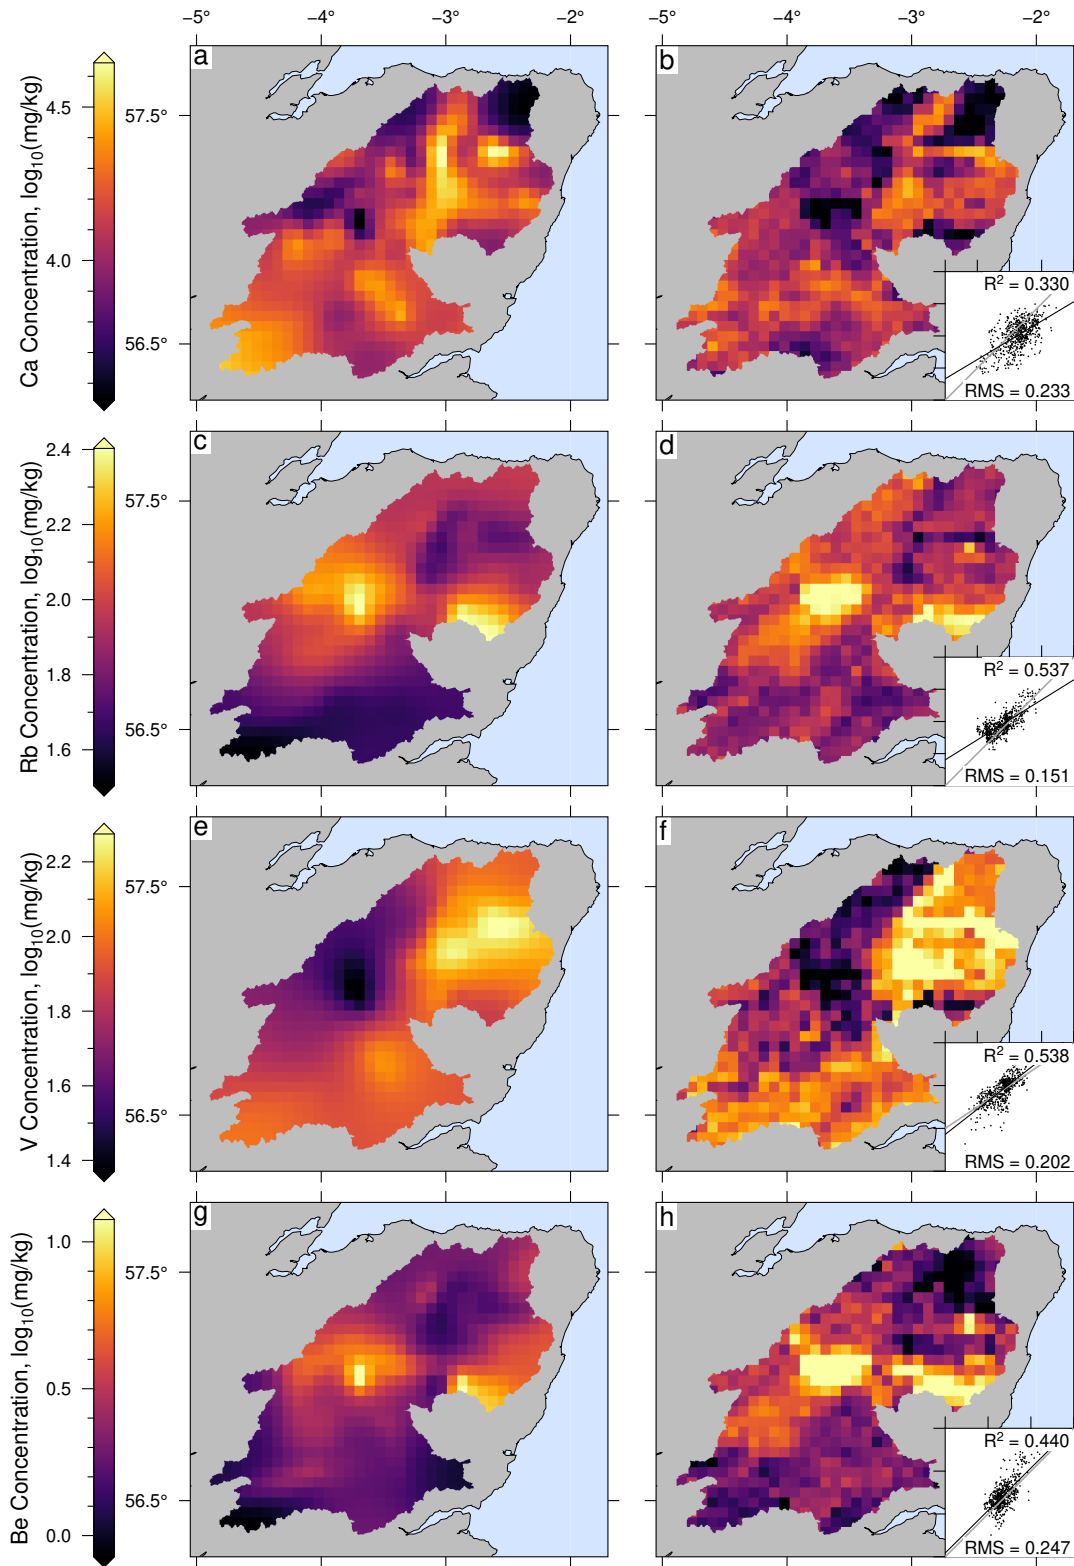 −5° −4° −3° −2° −5° −4° −3° −2°
a b
Ca Concentration, log10(mg/kg)
4.5
4.0
57.5°
56.5°
R2 = 0.330
RMS = 0.233
c d
Rb Concentration, log10(mg/kg)
2.4
2.2
2.0
1.8
1.6
57.5°
56.5°
R2 = 0.537
RMS = 0.151
e f
V Concentration, log10(mg/kg)
2.2
2.0
1.8
1.6
1.4
57.5°
56.5°
R2 = 0.538
RMS = 0.202
g h
Be Concentration, log10(mg/kg)
1.0
0.5
0.0
57.5°
56.5°
R2 = 0.440
RMS = 0.247